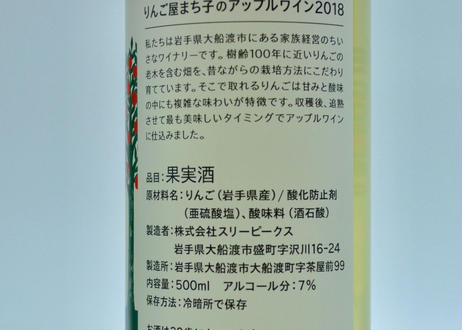 りんご屋まち子のアップルワイン2018
私たちは岩手県大船渡市にある家族経営のちい
さなワイナリーです。樹齢100年に近いりんごの
老木を含む畑を、昔ながらの栽培方法にこだわり
育てています。そこで取れるりんごは甘みと酸味
の中にも複雑な味わいが特徴です。収穫後、追熟
させて最も美味しいタイミングでアップルワイン
に仕込みました。
品目：果実酒
原材料名：りんご（岩手県産）/酸化防止剤
（亜硫酸塩）、酸味料（酒石酸）
製造者：株式会社スリーピークス
岩手県大船渡市盛町字沢川16-24
製造所：岩手県大船渡市大船渡町字茶屋前99
内容量：500ml　アルコール分：7%
保存方法：冷暗所で保存
お酒は20歳に